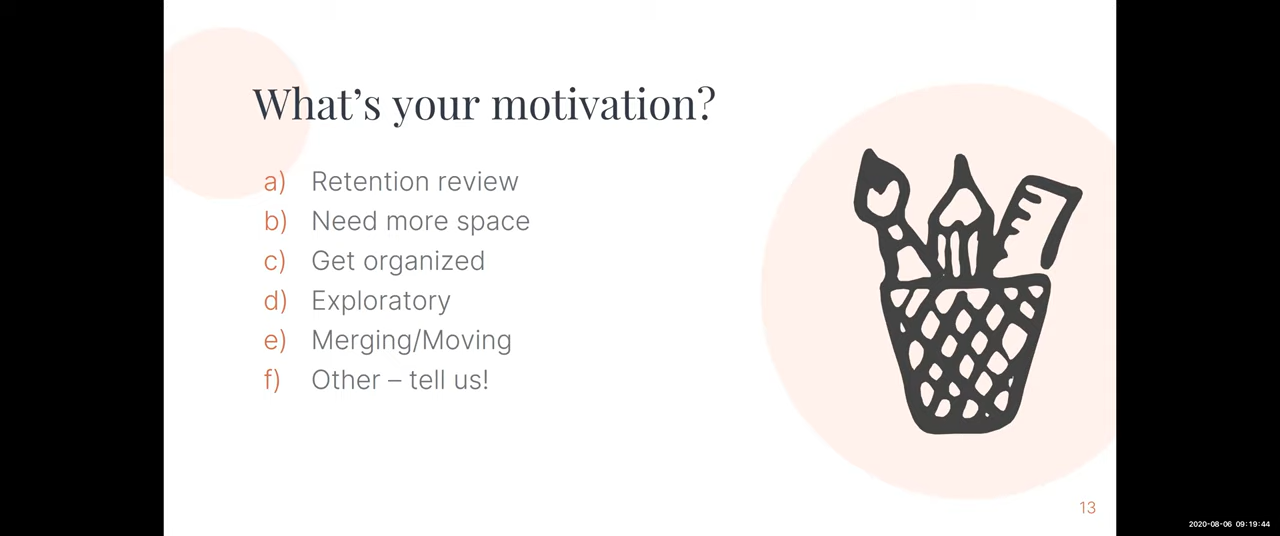 What's your motivation?
a) Retention review
b) Need more space
c) Get organized
d) Exploratory
e) Merging/Moving
f) Other – tell us!
13
2020-08-06 09:19:44